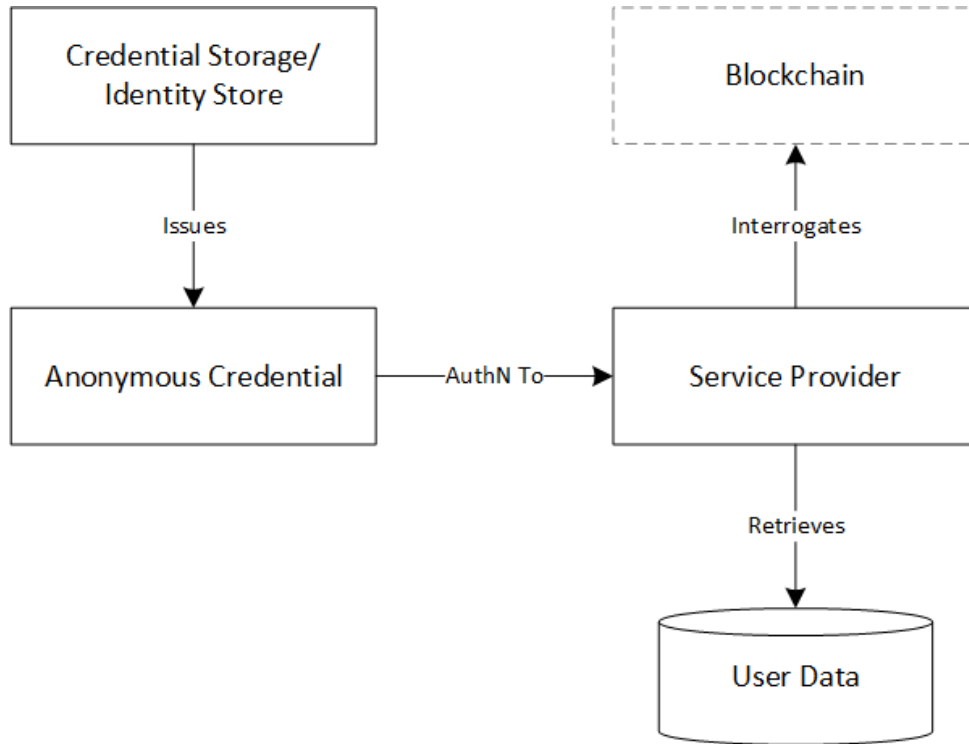 Credential Storage/
Identity Store
Blockchain
Issues
Interrogates
Anonymous Credential
AuthN To
Service Provider
Retrieves
User Data